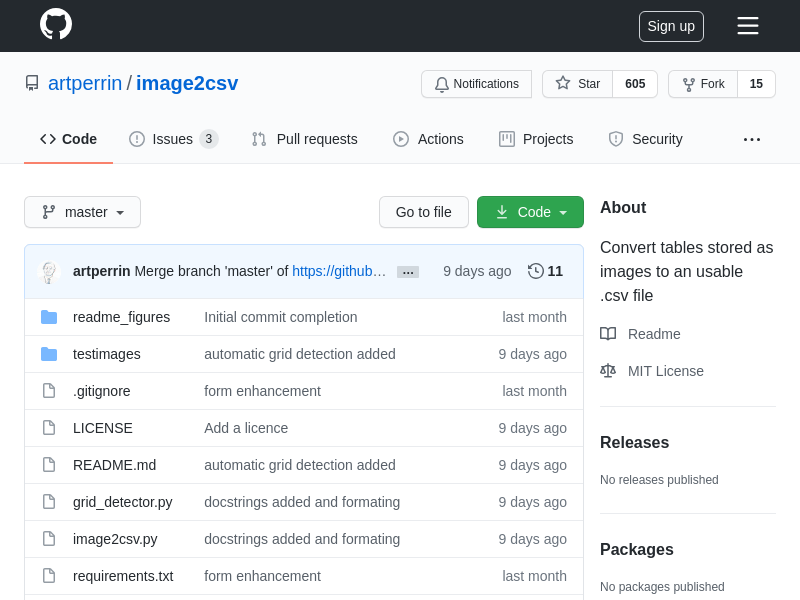 Sign up
artperrin / image2csv
Notifications
Star 605
Fork 15
Code
Issues 3
Pull requests
Actions
Projects
Security
master
Go to file
Code
artperrin Merge branch 'master' of https://github… … 9 days ago 11
readme_figures Initial commit completion last month
testimages automatic grid detection added 9 days ago
.gitignore form enhancement last month
LICENSE Add a licence 9 days ago
README.md automatic grid detection added 9 days ago
grid_detector.py docstrings added and formating 9 days ago
image2csv.py docstrings added and formating 9 days ago
requirements.txt form enhancement last month
About
Convert tables stored as
images to an usable
.csv file
Readme
MIT License
Releases
No releases published
Packages
No packages published